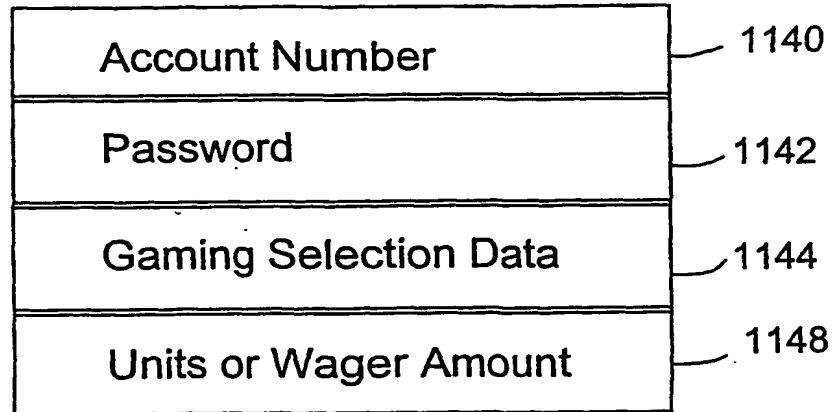 Account Number 1140
Password 1142
Gaming Selection Data 1144
Units or Wager Amount 1148